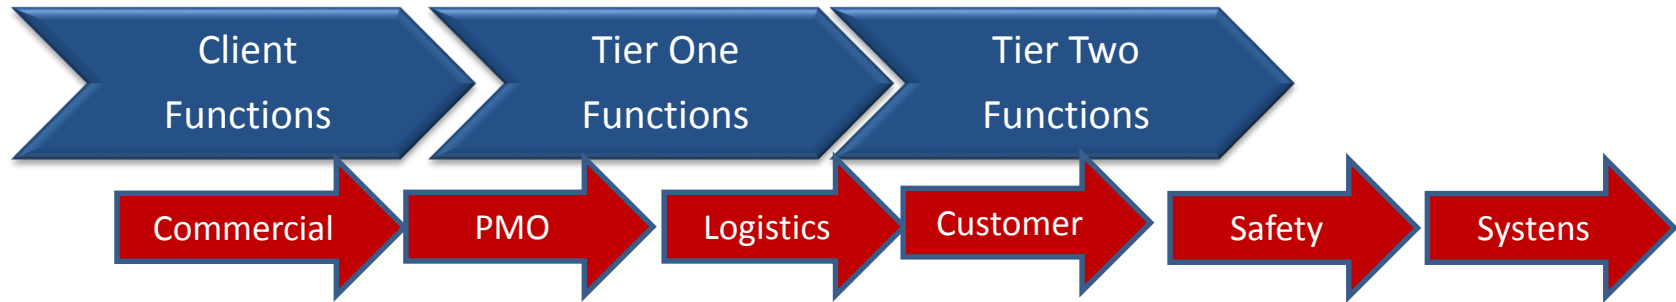 Client
Functions
Tier One
Functions
Tier Two
Functions
Commercial
PMO
Logistics
Customer
Safety
Systens